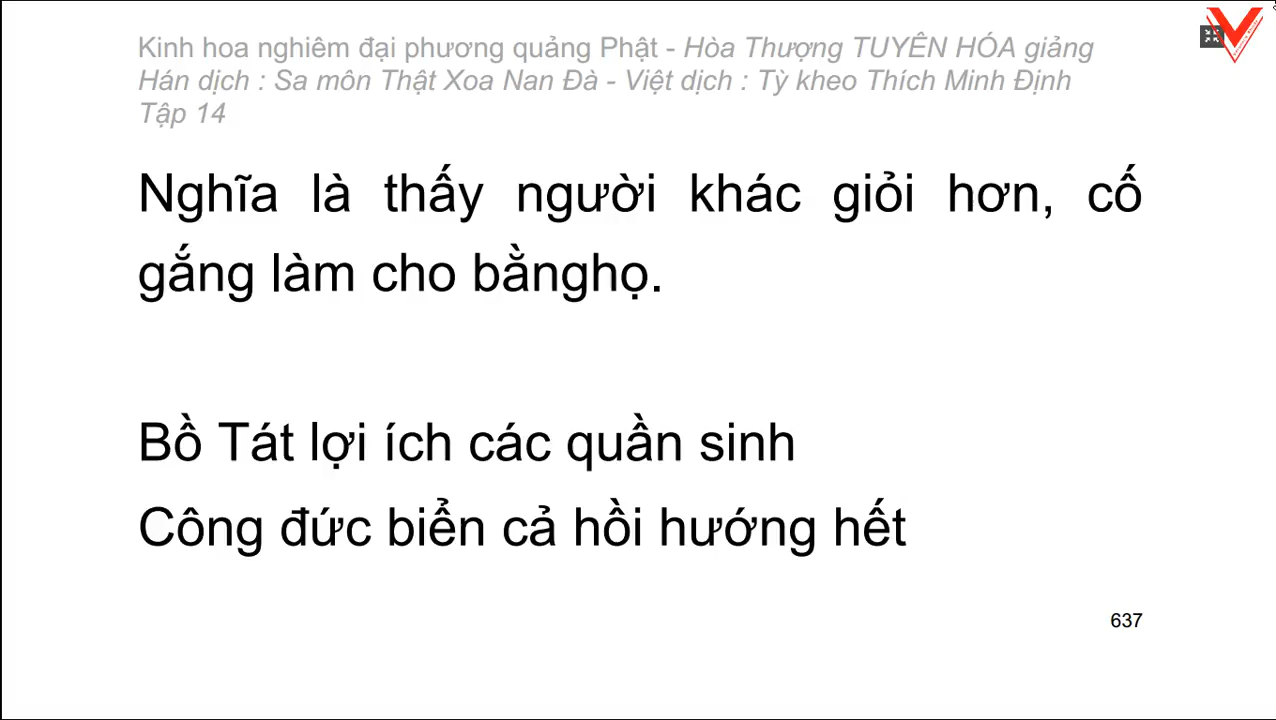 Kinh hoa nghiêm đại phương quảng Phật - Hòa Thượng TUYÊN HÓA giảng
Hán dịch : Sa môn Thật Xoa Nan Đà - Việt dịch : Tỳ kheo Thích Minh Định
Tập 14
Nghĩa là thấy người khác giỏi hơn, cố
gắng làm cho bằnghọ.
Bồ Tát lợi ích các quần sinh
Công đức biển cả hồi hướng hết
637